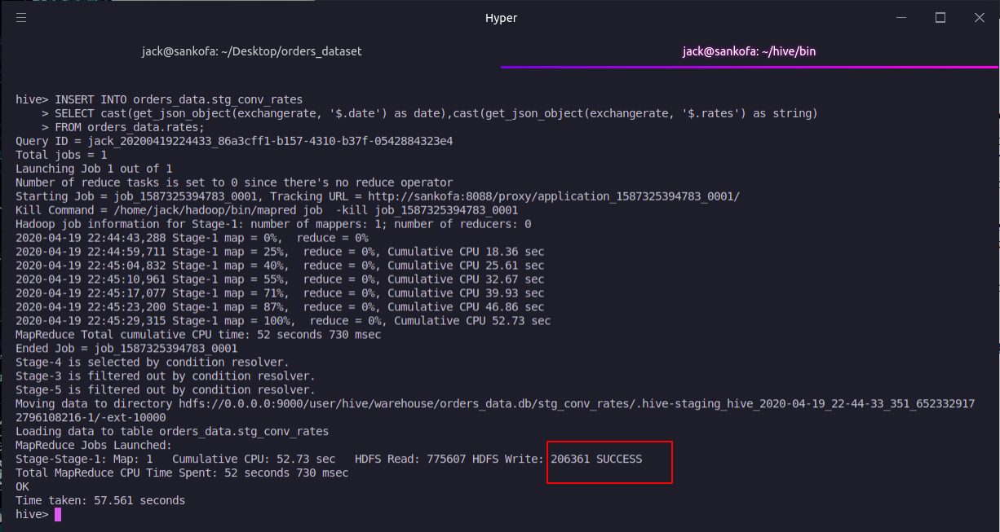 Hyper
jack@sankofa: ~/Desktop/orders_dataset
jack@sankofa: ~/hive/bin
hive> INSERT INTO orders_data.stg_conv_rates
    > SELECT cast(get_json_object(exchangerate, '$.date') as date),cast(get_json_object(exchangerate, '$.rates') as string)
    > FROM orders_data.rates;
Query ID = jack_20200419224433_86a3cff1-b157-4310-b37f-0542884323e4
Total jobs = 1
Launching Job 1 out of 1
Number of reduce tasks is set to 0 since there's no reduce operator
Starting Job = job_1587325394783_0001, Tracking URL = http://sankofa:8088/proxy/application_1587325394783_0001/
Kill Command = /home/jack/hadoop/bin/mapred job  -kill job_1587325394783_0001
Hadoop job information for Stage-1: number of mappers: 1; number of reducers: 0
2020-04-19 22:44:43,288 Stage-1 map = 0%,  reduce = 0%
2020-04-19 22:44:59,711 Stage-1 map = 25%,  reduce = 0%, Cumulative CPU 18.36 sec
2020-04-19 22:45:04,832 Stage-1 map = 40%,  reduce = 0%, Cumulative CPU 25.61 sec
2020-04-19 22:45:10,961 Stage-1 map = 55%,  reduce = 0%, Cumulative CPU 32.67 sec
2020-04-19 22:45:17,077 Stage-1 map = 71%,  reduce = 0%, Cumulative CPU 39.93 sec
2020-04-19 22:45:23,200 Stage-1 map = 87%,  reduce = 0%, Cumulative CPU 46.86 sec
2020-04-19 22:45:29,315 Stage-1 map = 100%,  reduce = 0%, Cumulative CPU 52.73 sec
MapReduce Total cumulative CPU time: 52 seconds 730 msec
Ended Job = job_1587325394783_0001
Stage-4 is selected by condition resolver.
Stage-3 is filtered out by condition resolver.
Stage-5 is filtered out by condition resolver.
Moving data to directory hdfs://0.0.0.0:9000/user/hive/warehouse/orders_data.db/stg_conv_rates/.hive-staging_hive_2020-04-19_22-44-33_351_652332917
2796108216-1/-ext-10000
Loading data to table orders_data.stg_conv_rates
MapReduce Jobs Launched:
Stage-Stage-1: Map: 1   Cumulative CPU: 52.73 sec   HDFS Read: 775607 HDFS Write: 206361 SUCCESS
Total MapReduce CPU Time Spent: 52 seconds 730 msec
OK
Time taken: 57.561 seconds
hive>